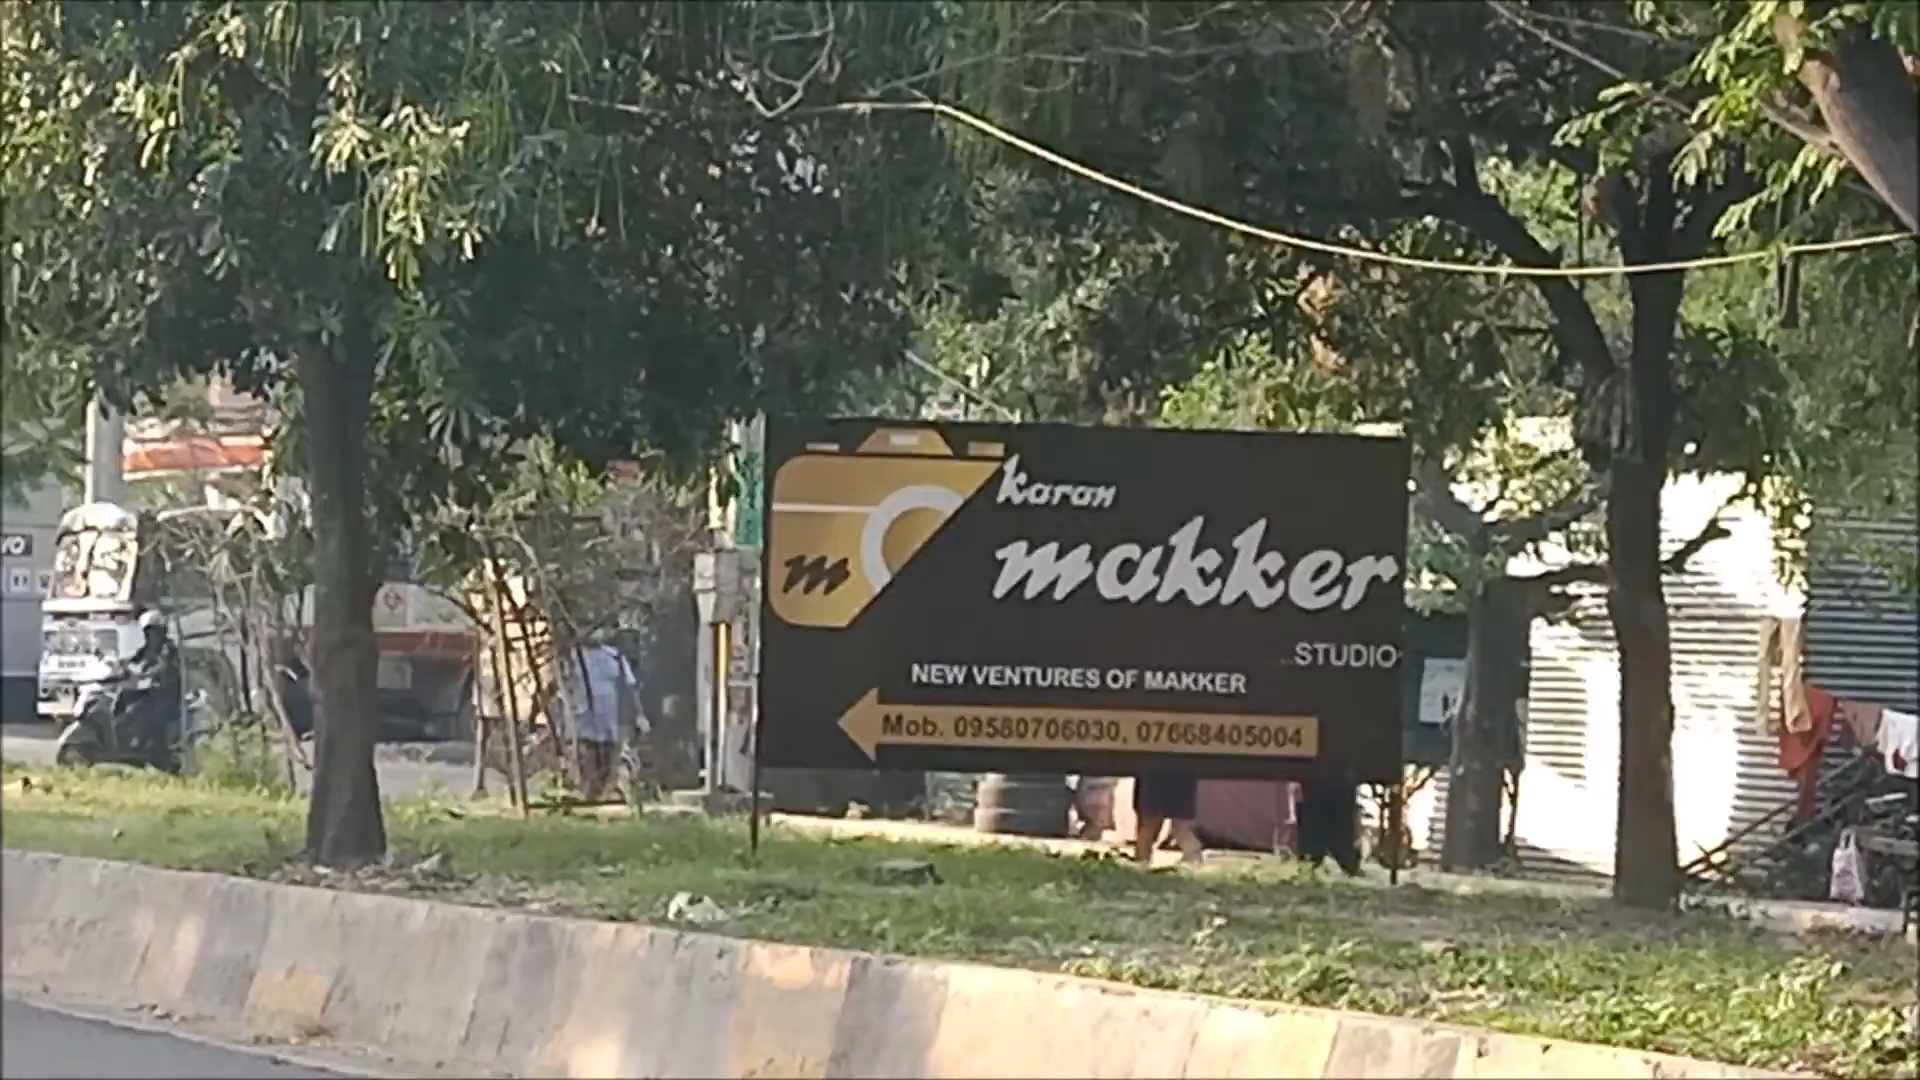 karan
makker
m
STUDIO
NEW VENTURES OF MAKKER
Mob. 09580706030, 07668405004